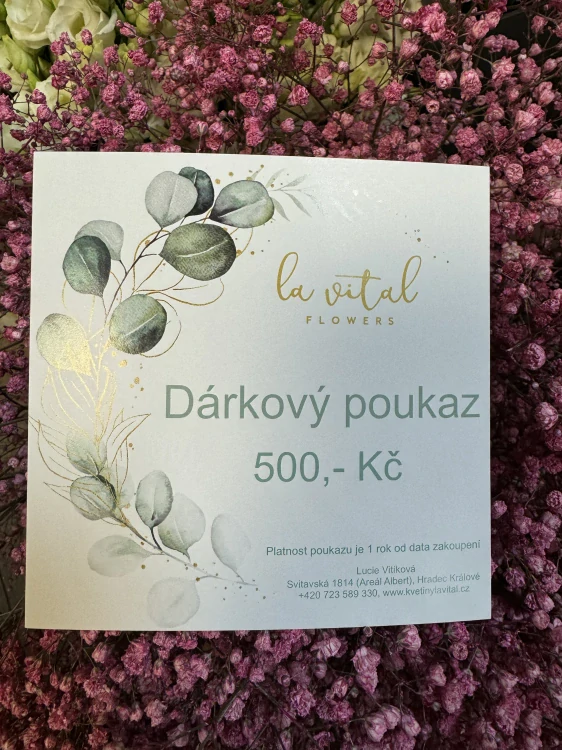 la vital
FLOWERS
Dárkový poukaz
500,- Kč
Platnost poukazu je 1 rok od data zakoupení
Lucie Vitíková
Svitavská 1814 (Areál Albert), Hradec Králové
+420 723 589 330, www.kvetinylavital.cz